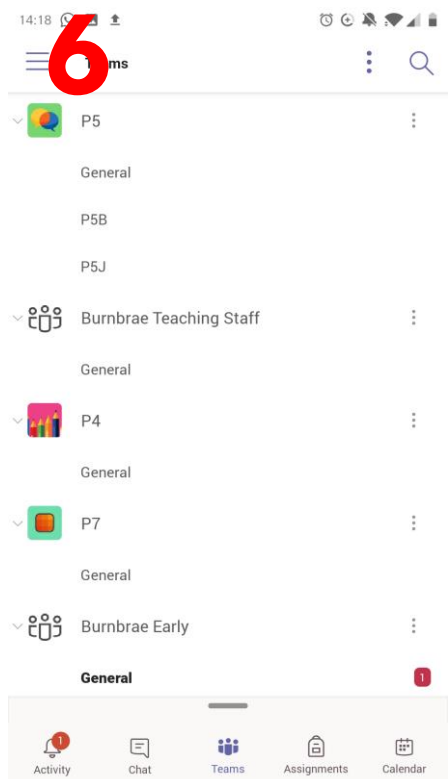 14:18
6
Teams
P5
General
P5B
P5J
Burnbrae Teaching Staff
General
P4
General
P7
General
Burnbrae Early
General 1
1
Activity Chat Teams Assignments Calendar